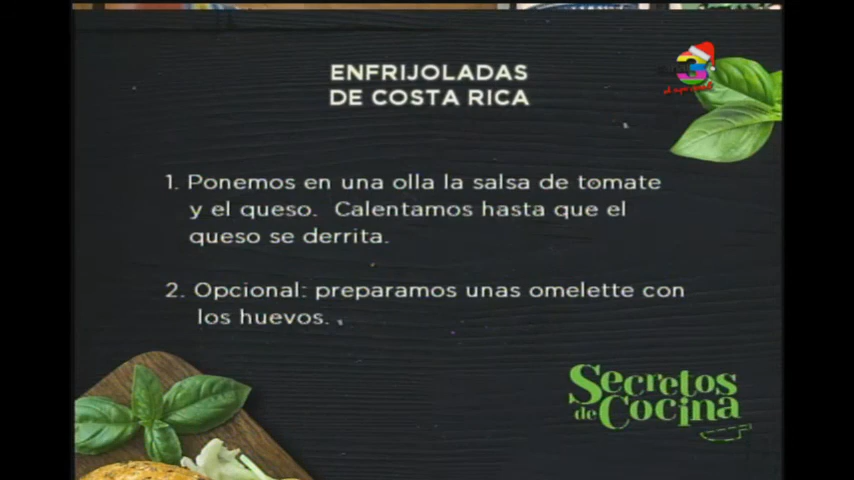 ENFRIJOLADAS
DE COSTA RICA
1. Ponemos en una olla la salsa de tomate
y el queso. Calentamos hasta que el
queso se derrita.
2. Opcional: preparamos unas omelette con
los huevos.
Secretos
de Cocina